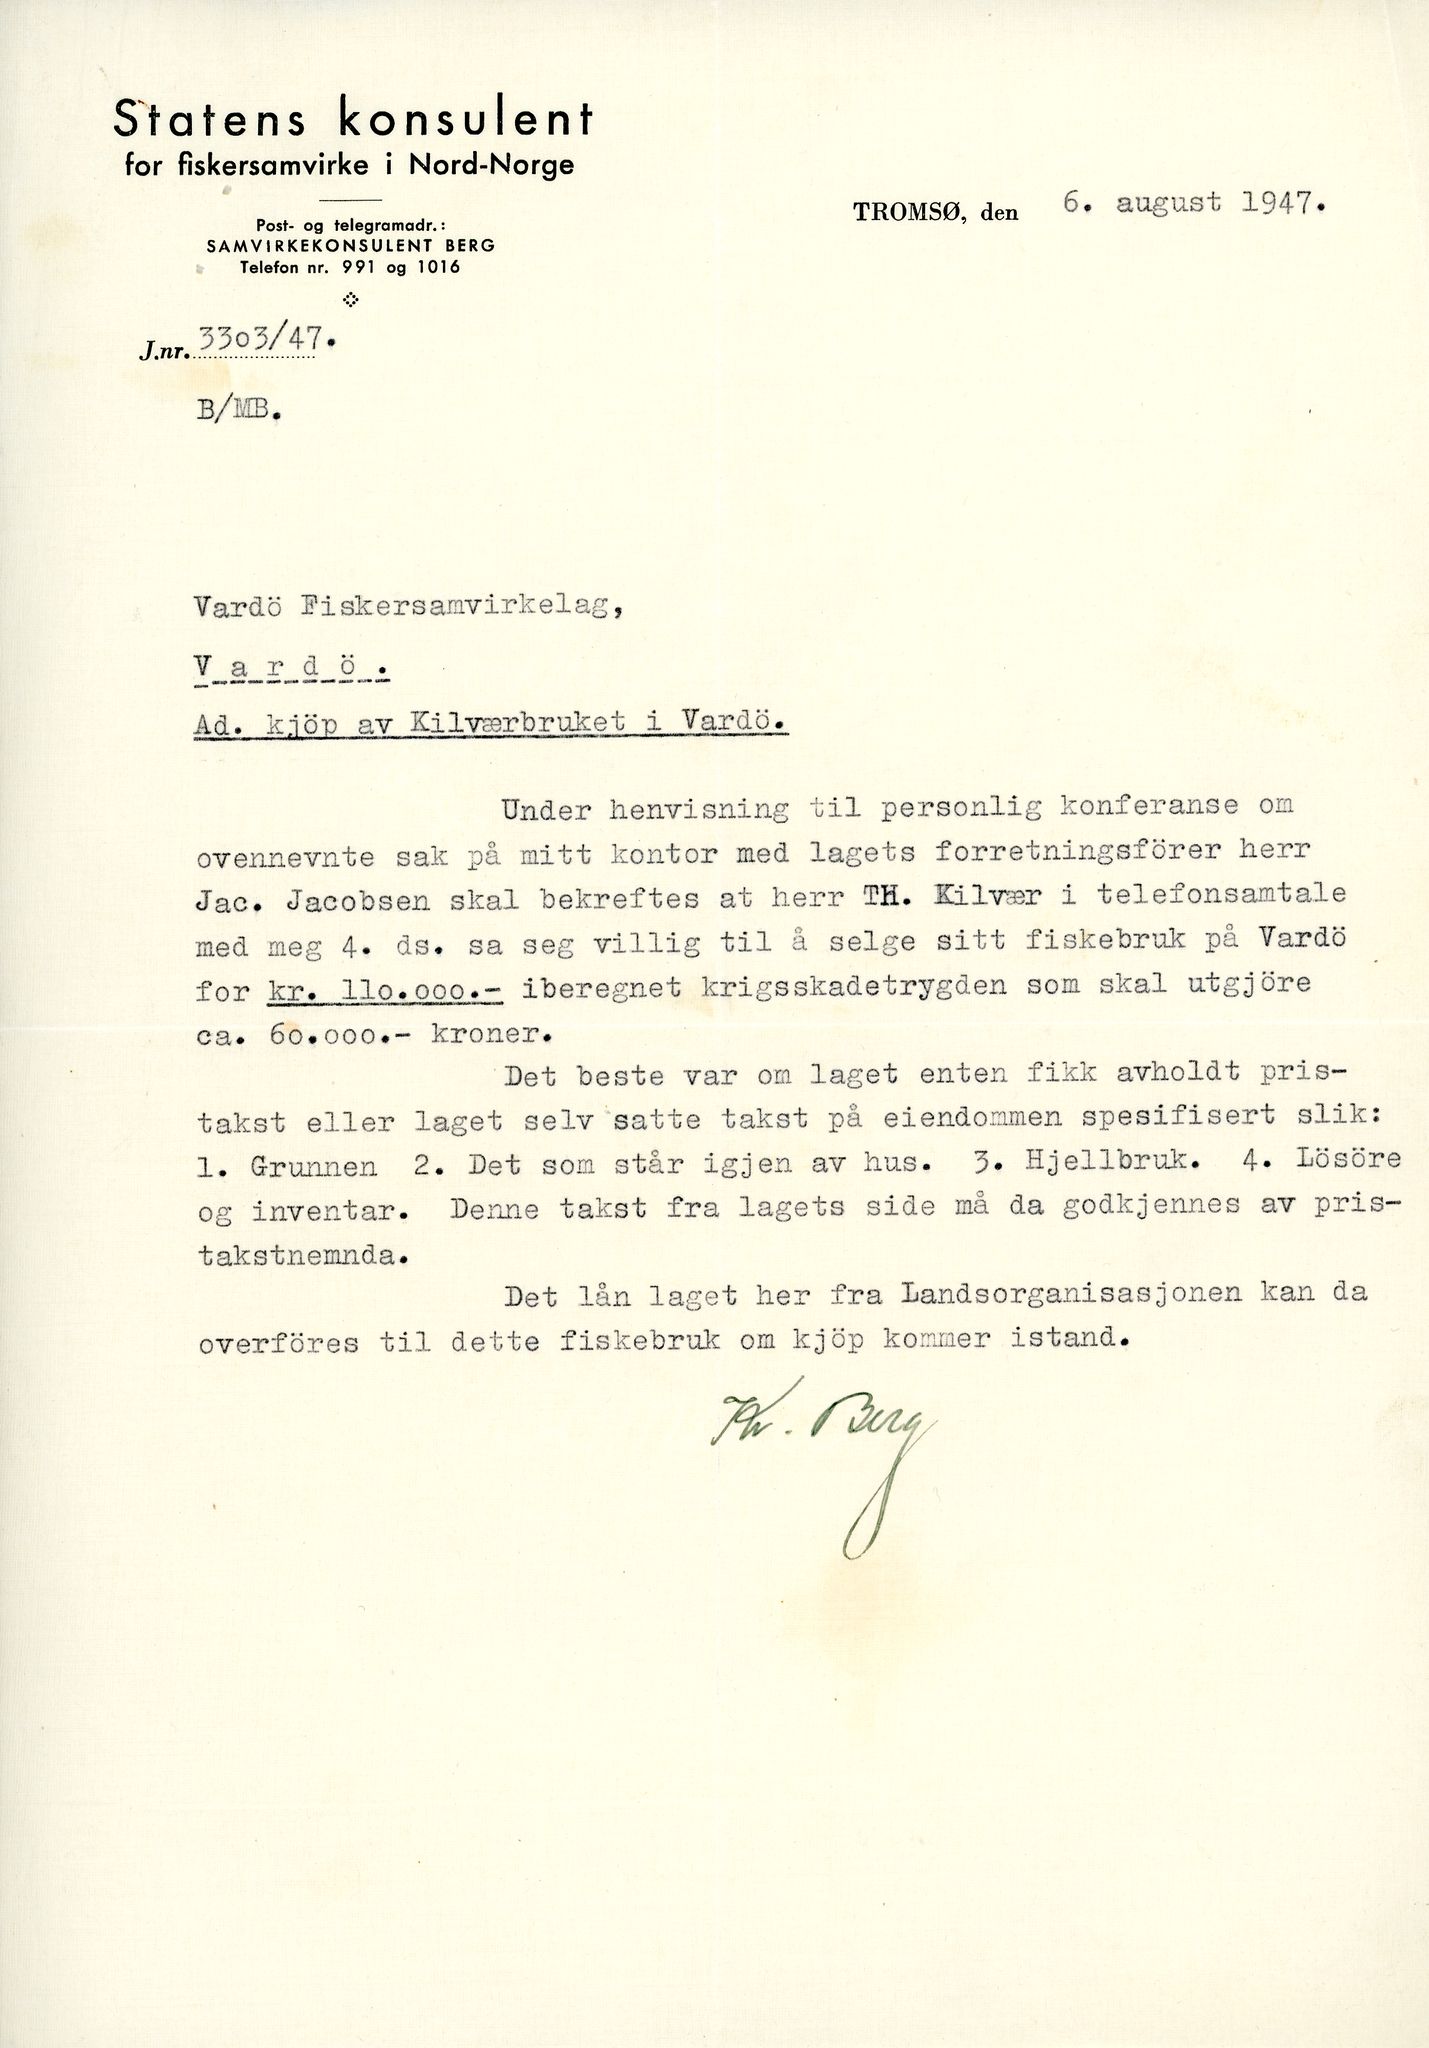 Statens konsulent
for fiskersamvirke i Nord-Norge
Post- og telegramadr.:
SAMVIRKEKONSULENT BERG
Telefon nr. 991 og 1016
TROMSØ, den 6. august 1947.
J.nr. 3303/47.
B/MB.
Vardö Fiskersamvirkelag,
V a r d ö .
Ad. kjöp av Kilværbruket i Vardö.
Under henvisning til personlig konferanse om
ovennevnte sak på mitt kontor med lagets forretningsförer herr
Jac. Jacobsen skal bekreftes at herr TH. Kilvær i telefonsamtale
med meg 4. ds. sa seg villig til å selge sitt fiskebruk på Vardö
for kr. 110.000.- iberegnet krigsskadetrygden som skal utgjöre
ca. 60.000.- kroner.
Det beste var om laget enten fikk avholdt pris-
takst eller laget selv satte takst på eiendommen spesifisert slik:
1. Grunnen 2. Det som står igjen av hus. 3. Hjellbruk. 4. Lösöre
og inventar. Denne takst fra lagets side må da godkjennes av pris-
takstnemnda.
Det lån laget her fra Landsorganisasjonen kan da
overföres til dette fiskebruk om kjöp kommer istand.
Kr. Berg